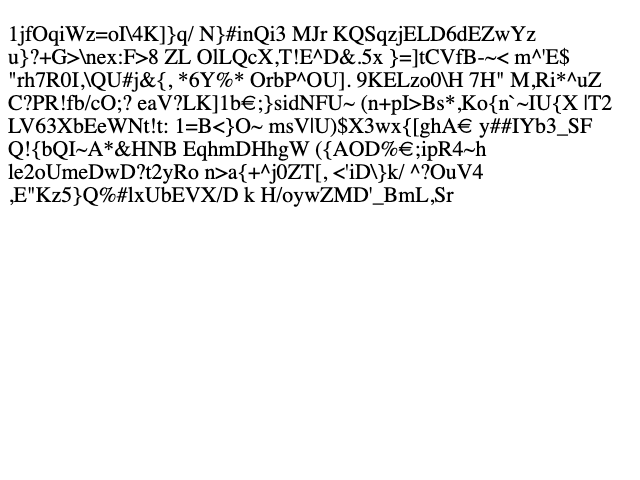 1jfOqiWz=oI\4K]}q/ N}#inQi3 MJr KQSqzjELD6dEZwYz
u}?+G>\nex:F>8 ZL OlLQcX,T!E^D&.5x }=]tCVfB-~< m^'E$
"rh7R0I,\QU#j&{, *6Y%* OrbP^OU]. 9KELzo0\H 7H" M,Ri*^uZ
C?PR!fb/cO;? eaV?LK]1b€;}sidNFU~ (n+pI>Bs*,Ko{n`~IU{X |T2
LV63XbEeWNt!t: 1=B<}O~ msV|U)$X3wx{[ghA€ y##IYb3_SF
Q!{bQI~A*&HNB EqhmDHhgW ({AOD%€;ipR4~h
le2oUmeDwD?t2yRo n>a{+^j0ZT[, <'iD\}k/ ^?OuV4
,E"Kz5}Q%#lxUbEVX/D k H/oywZMD'_BmL,Sr